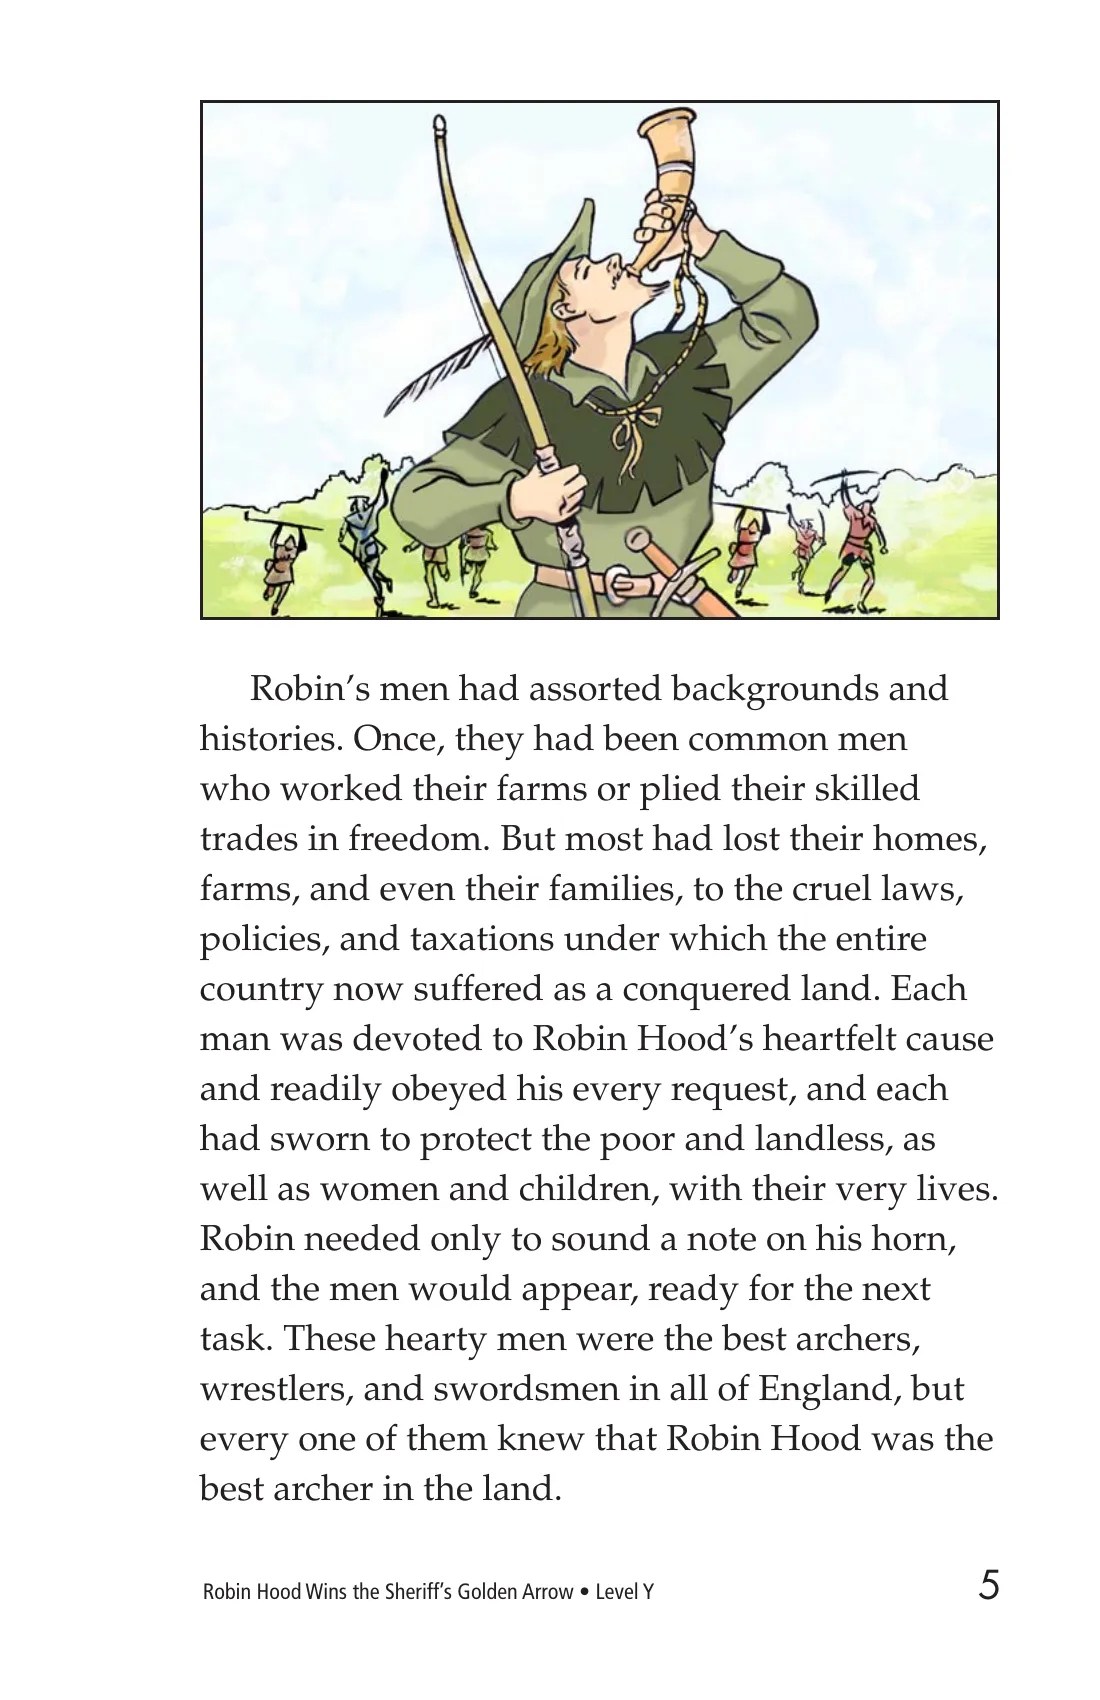 Robin’s men had assorted backgrounds and
histories. Once, they had been common men
who worked their farms or plied their skilled
trades in freedom. But most had lost their homes,
farms, and even their families, to the cruel laws,
policies, and taxations under which the entire
country now suffered as a conquered land. Each
man was devoted to Robin Hood’s heartfelt cause
and readily obeyed his every request, and each
had sworn to protect the poor and landless, as
well as women and children, with their very lives.
Robin needed only to sound a note on his horn,
and the men would appear, ready for the next
task. These hearty men were the best archers,
wrestlers, and swordsmen in all of England, but
every one of them knew that Robin Hood was the
best archer in the land.
Robin Hood Wins the Sheriff’s Golden Arrow • Level Y
5